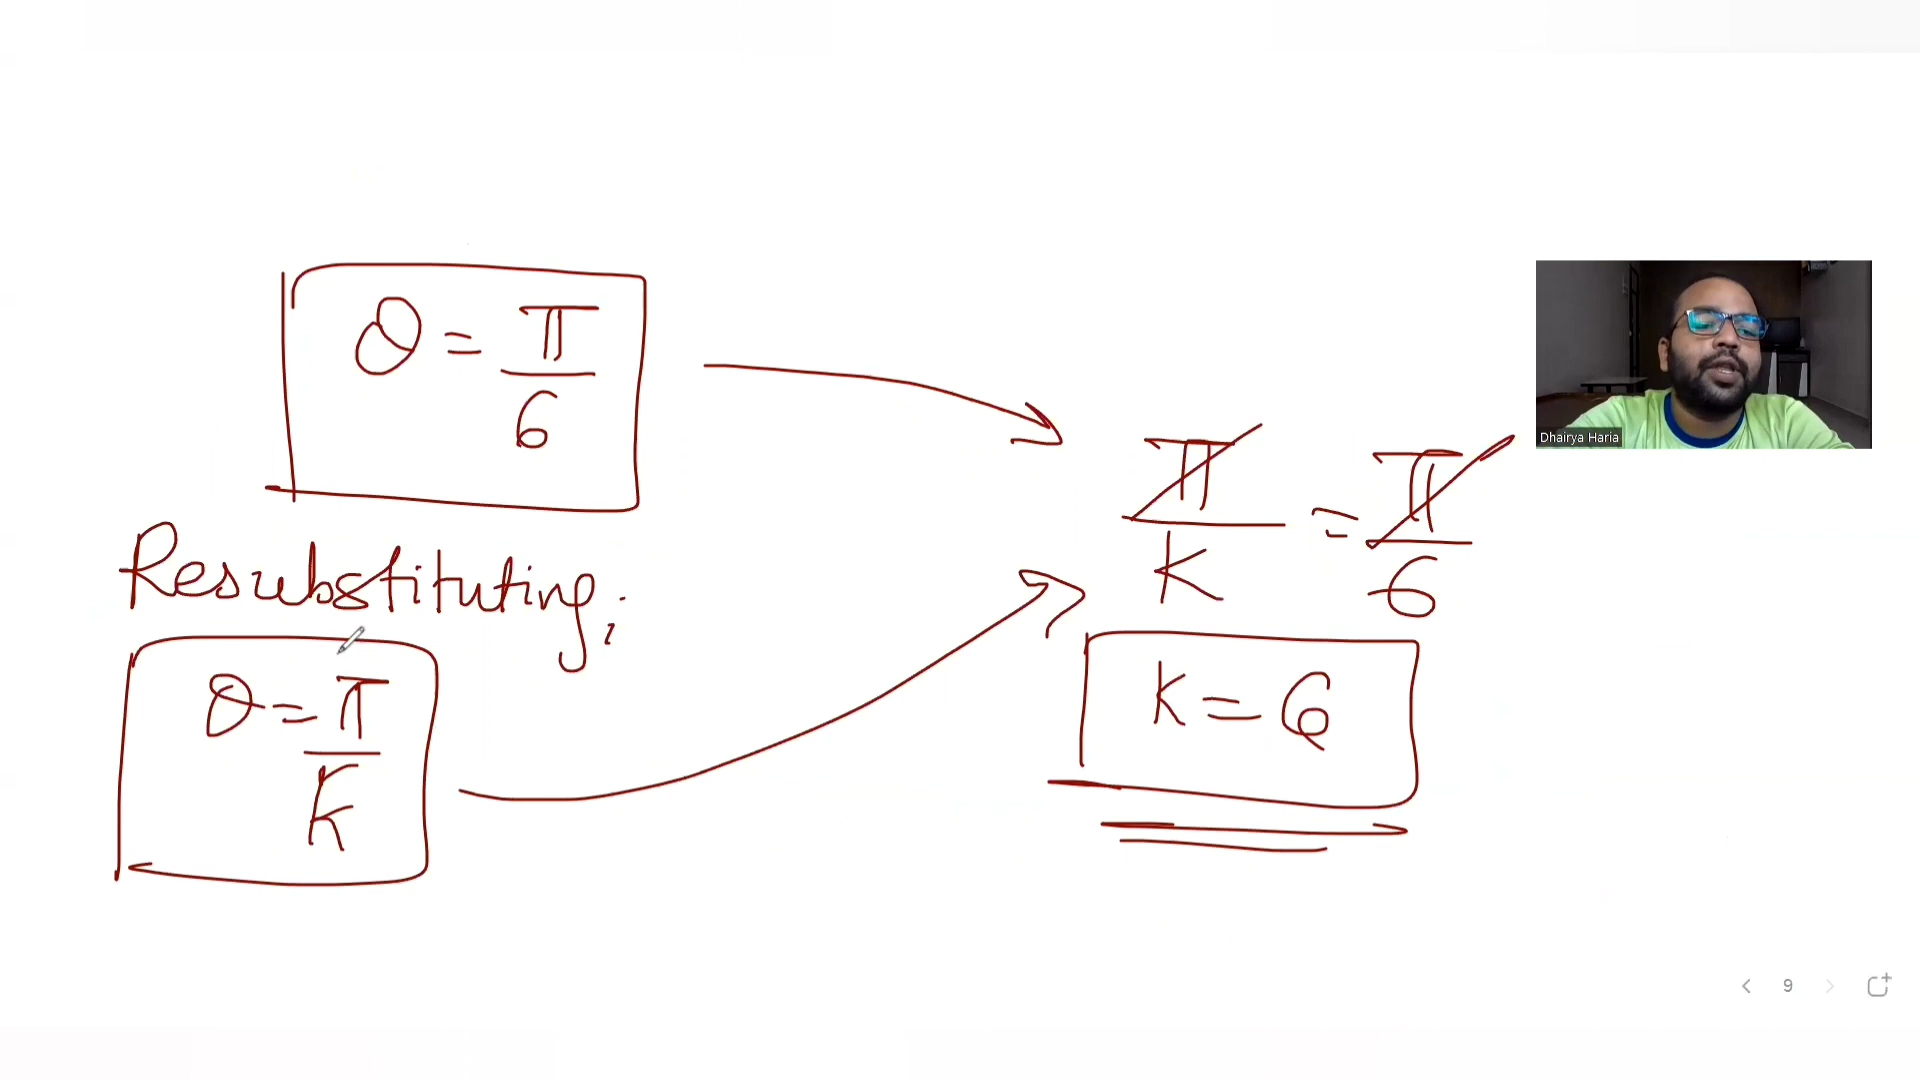 θ = π/6
Resubstituting,
θ = π/K
π/K = π/6
K = 6
Dhairya Haria
9